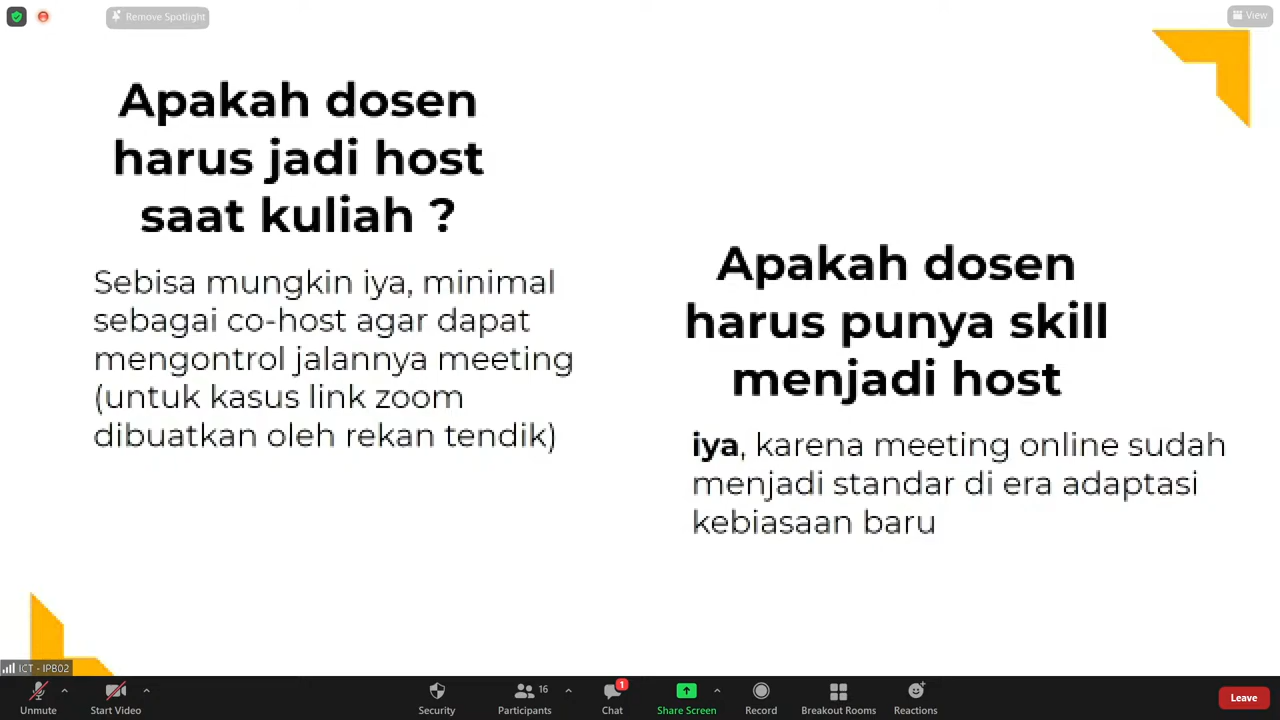 Remove Spotlight
View
Apakah dosen
harus jadi host
saat kuliah ?
Sebisa mungkin iya, minimal
sebagai co-host agar dapat
mengontrol jalannya meeting
(untuk kasus link zoom
dibuatkan oleh rekan tendik)
Apakah dosen
harus punya skill
menjadi host
iya, karena meeting online sudah
menjadi standar di era adaptasi
kebiasaan baru
ICT - IPB02
Unmute
Start Video
Security
16
Participants
1
Chat
Share Screen
Record
Breakout Rooms
Reactions
Leave